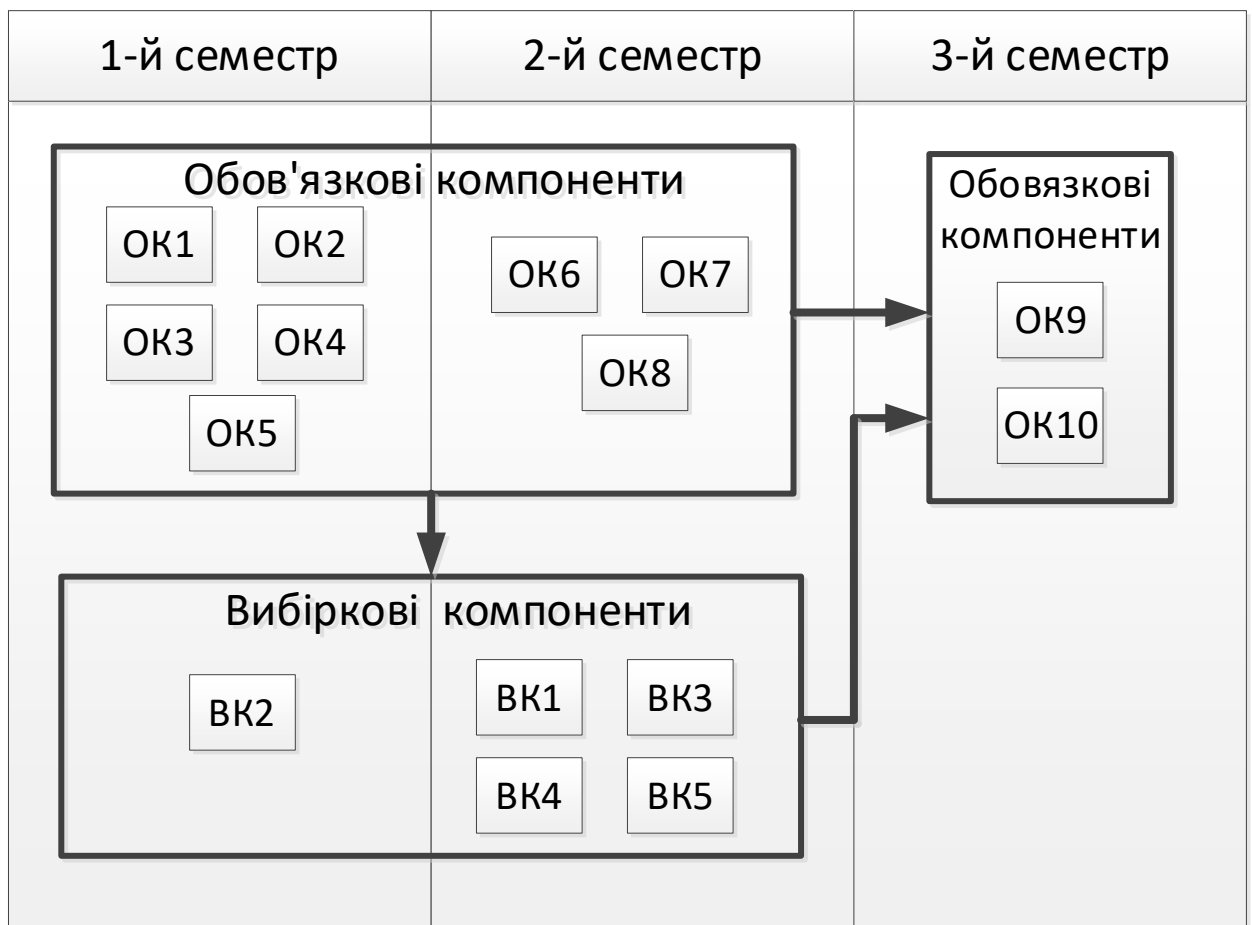 1-й семестр
2-й семестр
3-й семестр
Обов'язкові компоненти
ОК1
ОК2
ОК3
ОК4
ОК5
ОК6
ОК7
ОК8
Обовязкові
компоненти
ОК9
ОК10
Вибіркові компоненти
ВК2
ВК1
ВК3
ВК4
ВК5